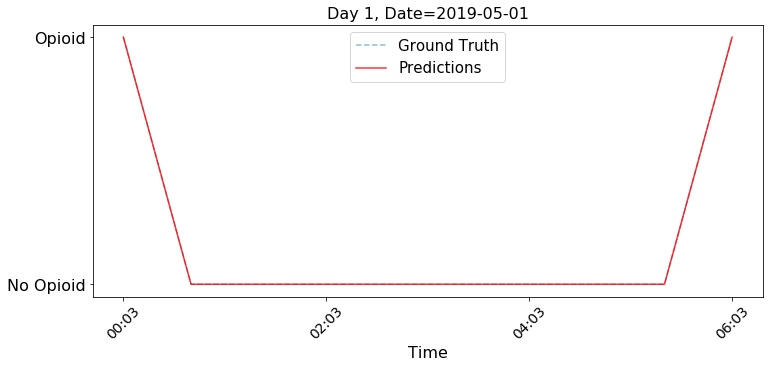 Day 1, Date=2019-05-01
Opioid
Ground Truth
Predictions
No Opioid
00:03
02:03
04:03
06:03
Time